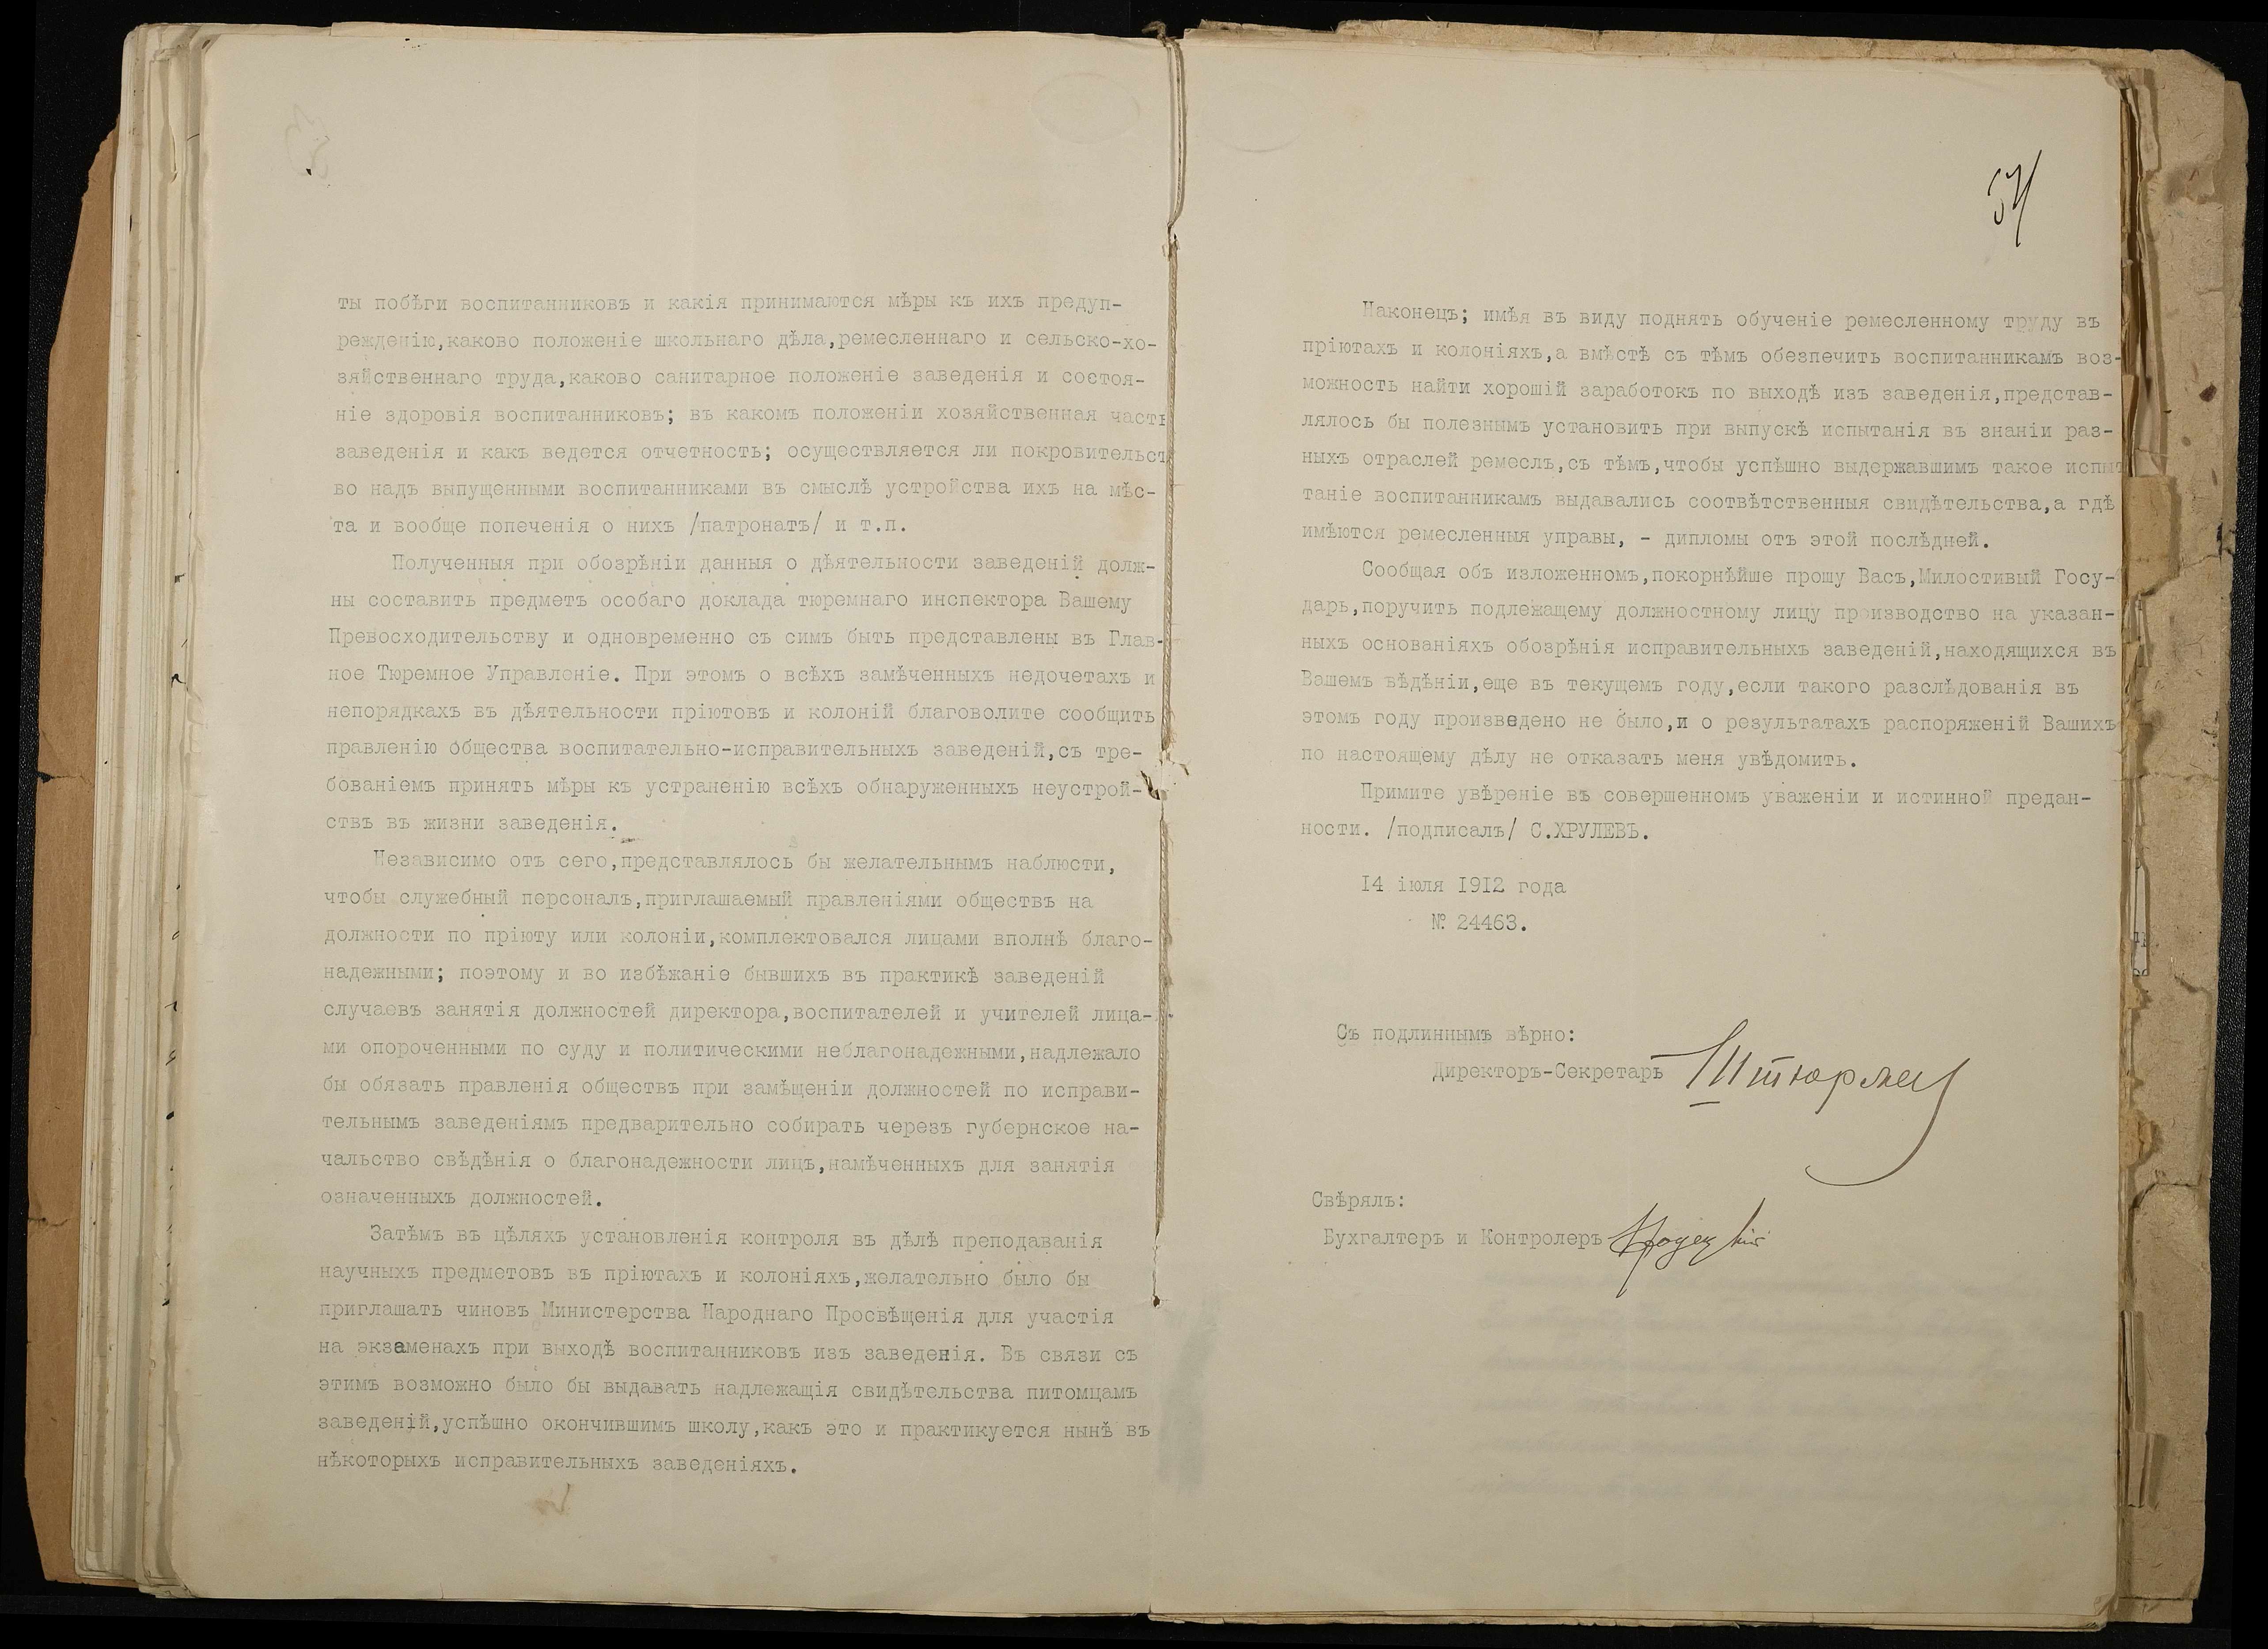 ты побѣги воспитанниковъ и какія принимаются мѣры къ ихъ предуп-
режденію,каково положеніе школьнаго дѣла,ремесленнаго и сельско-хо-
зяйственнаго труда,каково санитарное положеніе заведенія и состоя-
ніе здоровія воспитанниковъ; въ какомъ положеніи хозяйственная часть
заведенія и какъ ведется отчетность; осуществляется ли покровительст
во надъ выпущенными воспитанниками въ смыслѣ устройства ихъ на мѣс-
та и вообще попеченія о нихъ /патронатъ/ и т.п.
Полученныя при обозрѣніи данныя о дѣятельности заведеній долж-
ны составить предметъ особаго доклада тюремнаго инспектора Вашему
Превосходительству и одновременно съ симъ быть представлены въ Глав-
ное Тюремное Управленіе. При этомъ о всѣхъ замѣченныхъ недочетахъ и
непорядкахъ въ дѣятельности пріютовъ и колоній благоволите сообщить
правленію общества воспитательно-исправительныхъ заведеній,съ тре-
бованіемъ принять мѣры къ устраненію всѣхъ обнаруженныхъ неустрой-
ствъ въ жизни заведенія.
Независимо отъ сего,представлялось бы желательнымъ наблюсти,
чтобы служебный персоналъ,приглашаемый правленіями обществъ на
должности по пріюту или колоніи,комплектовался лицами вполнѣ благо-
надежными; поэтому и во избѣжаніе бывшихъ въ практикѣ заведеній
случаевъ занятія должностей директора,воспитателей и учителей лица-
ми опороченными по суду и политическими неблагонадежными,надлежало
бы обязать правленія обществъ при замѣщеніи должностей по исправи-
тельнымъ заведеніямъ предварительно собирать черезъ губернское на-
чальство свѣдѣнія о благонадежности лицъ,намѣченныхъ для занятія
означенныхъ должностей.
Затѣмъ въ цѣляхъ установленія контроля въ дѣлѣ преподаванія
научныхъ предметовъ въ пріютахъ и колоніяхъ,желательно было бы
приглашать чиновъ Министерства Народнаго Просвѣщенія для участія
на экзаменахъ при выходѣ воспитанниковъ изъ заведенія. Въ связи съ
этимъ возможно было бы выдавать надлежащія свидѣтельства питомцамъ
заведеній,успѣшно окончившимъ школу,какъ это и практикуется нынѣ въ
нѣкоторыхъ исправительныхъ заведеніяхъ.
Наконецъ; имѣя въ виду поднять обученіе ремесленному труду въ
пріютахъ и колоніяхъ,а вмѣстѣ съ тѣмъ обезпечить воспитанникамъ воз-
можность найти хорошій заработокъ по выходѣ изъ заведенія,представ-
лялось бы полезнымъ установить при выпускѣ испытанія въ знаніи раз-
ныхъ отраслей ремеслъ,съ тѣмъ,чтобы успѣшно выдержавшимъ такое испы
таніе воспитанникамъ выдавались соотвѣтственныя свидѣтельства,а гдѣ
имѣются ремесленныя управы, - дипломы отъ этой послѣдней.
Сообщая объ изложенномъ,покорнѣйше прошу Васъ,Милостивый Госу-
дарь,поручить подлежащему должностному лицу производство на указан-
ныхъ основаніяхъ обозрѣнія исправительныхъ заведеній,находящихся въ
Вашемъ вѣдѣніи,еще въ текущемъ году,если такого разслѣдованія въ
этомъ году произведено не было,и о результатахъ распоряженій Вашихъ
по настоящему дѣлу не отказать меня увѣдомить.
Примите увѣреніе въ совершенномъ уваженіи и истинной предан-
ности. /подписалъ/ С.ХРУЛЕВЪ.
14 іюля 1912 года
№ 24463.
Съ подлиннымъ вѣрно:
Директоръ-Секретарь
Свѣрялъ:
Бухгалтеръ и Контролеръ